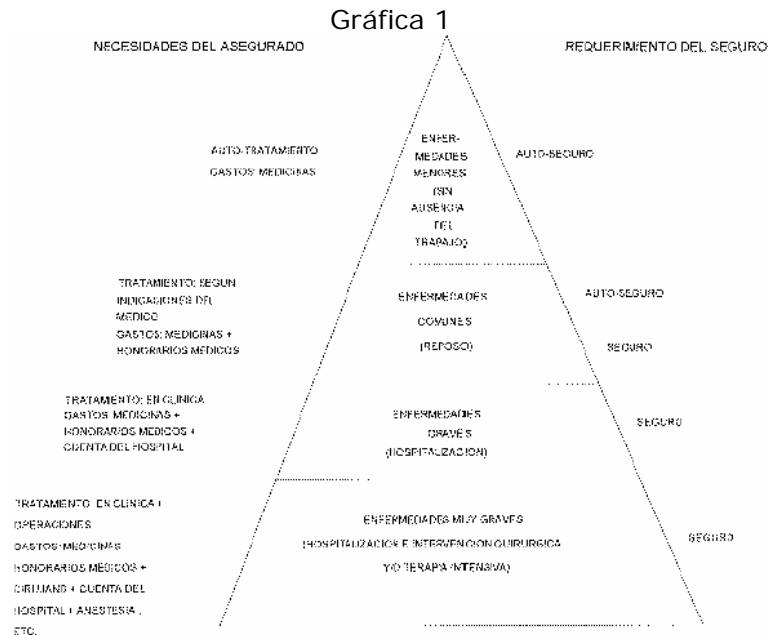 Gráfica 1
NECESIDADES DEL ASEGURADO
REQUERIMIENTO DEL SEGURO
AUTO-TRATAMIENTO
GASTOS: MEDICINAS
ENFER-
MEDADES
MENORES
(SIN
AUSENCIA
DEL
TRABAJO)
AUTO-SEGURO
TRATAMIENTO: SEGUN
INDICACIONES DEL
MEDICO
GASTOS: MEDICINAS +
HONORARIOS MEDICOS
ENFERMEDADES
COMUNES
(REPOSO)
AUTO-SEGURO
SEGURO
TRATAMIENTO: EN CLINICA
GASTOS: MEDICINAS +
HONORARIOS MEDICOS +
CUENTA DEL HOSPITAL
ENFERMEDADES
GRAVES
(HOSPITALIZACION)
SEGURO
TRATAMIENTO: EN CLINICA +
OPERACIONES
GASTOS: MEDICINAS
HONORARIOS MEDICOS +
CIRUJANO + CUENTA DEL
HOSPITAL + ANESTESIA,
ETC.
ENFERMEDADES MUY GRAVES
(HOSPITALIZACION E INTERVENCION QUIRURGICA
Y/O TERAPIA INTENSIVA)
SEGURO